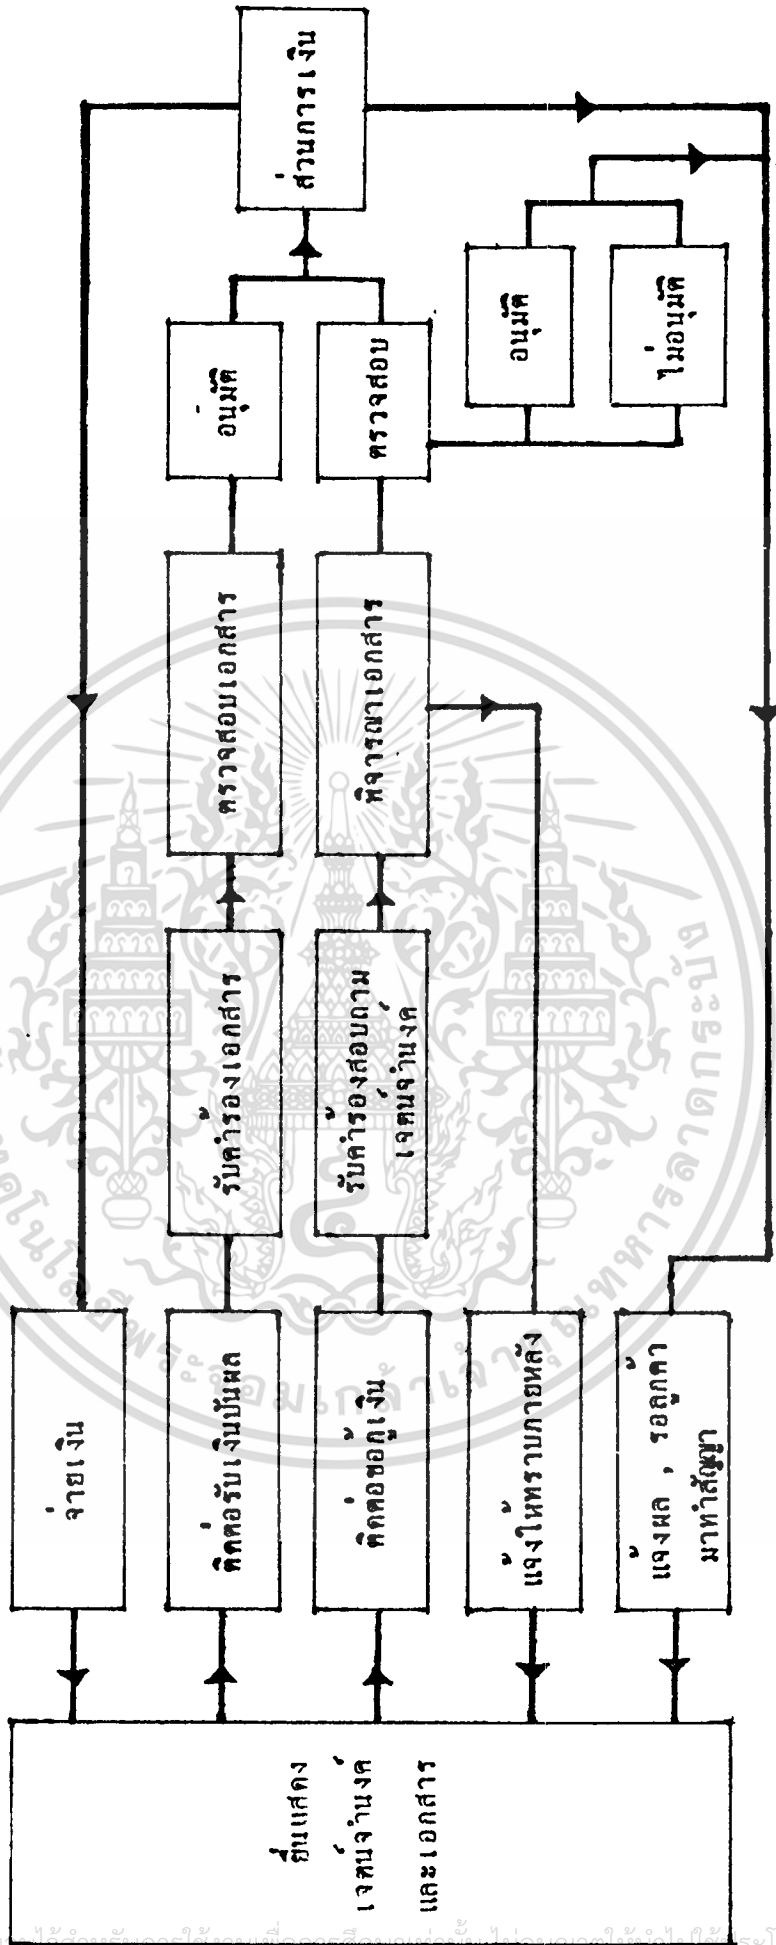 ยื่นแสดง
เจตน์จำนงค์
และเอกสาร
จ่ายเงิน
ติดต่อรับเงินปันผล
รับคำร้องเอกสาร
ตรวจสอบเอกสาร
อนุมัติ
ส่วนการเงิน
ติดต่อขอกู้เงิน
รับคำร้องสอบถาม
เจตน์จำนงค์
พิจารณาเอกสาร
ตรวจสอบ
อนุมัติ
ไม่อนุมัติ
แจ้งให้ทราบภายหลัง
แจ้งผล , รอลูกค้า
มาทำสัญญา